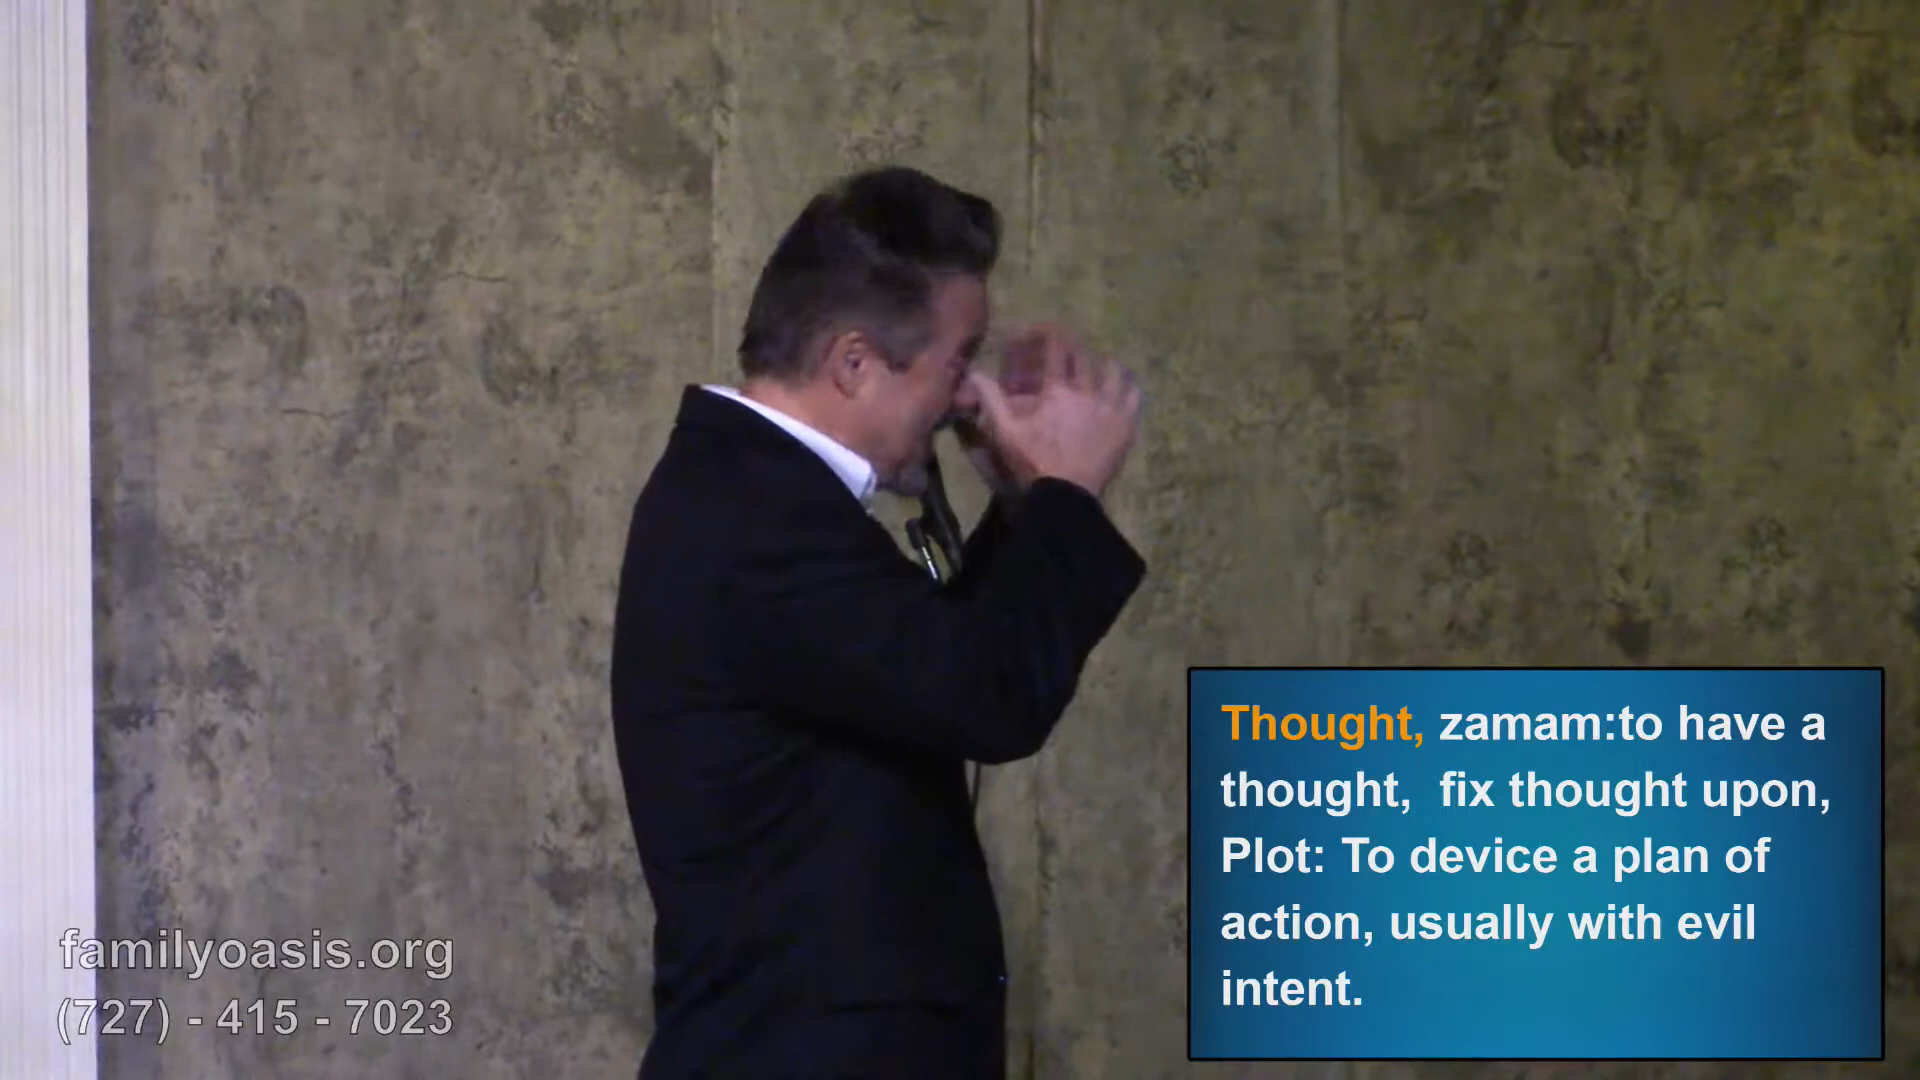 Thought, zamam:to have a
thought,  fix thought upon,
Plot: To device a plan of
action, usually with evil
intent.
familyoasis.org
(727) - 415 - 7023